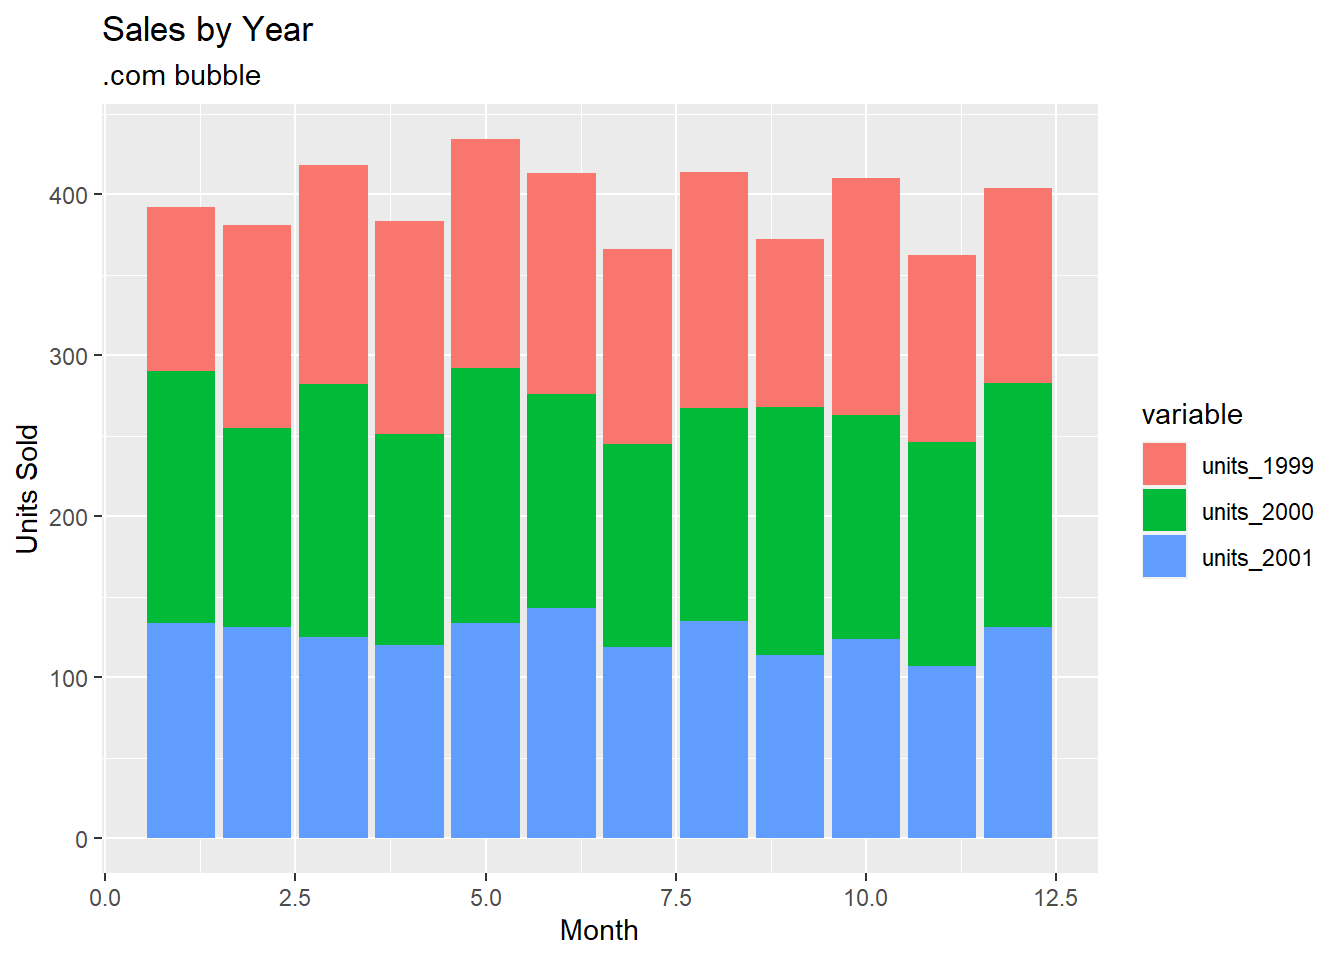 Sales by Year
.com bubble
Units Sold
400
300
200
100
0
0.0 2.5 5.0 7.5 10.0 12.5
Month
variable
units_1999
units_2000
units_2001